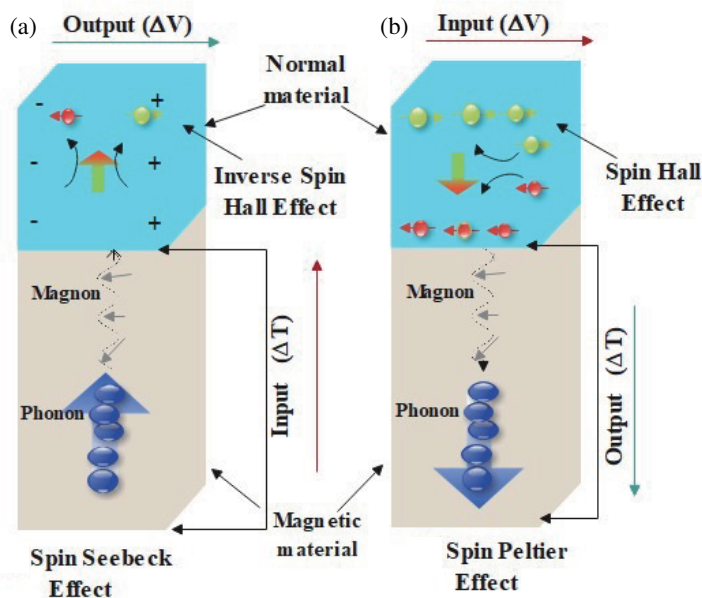 (a)
Output (ΔV)
(b)
Input (ΔV)
Normal
material
-
+
-
+
-
+
Inverse Spin
Hall Effect
Spin Hall
Effect
Magnon
Phonon
Input (ΔT)
Magnon
Phonon
Output (ΔT)
Magnetic
material
Spin Seebeck
Effect
Spin Peltier
Effect